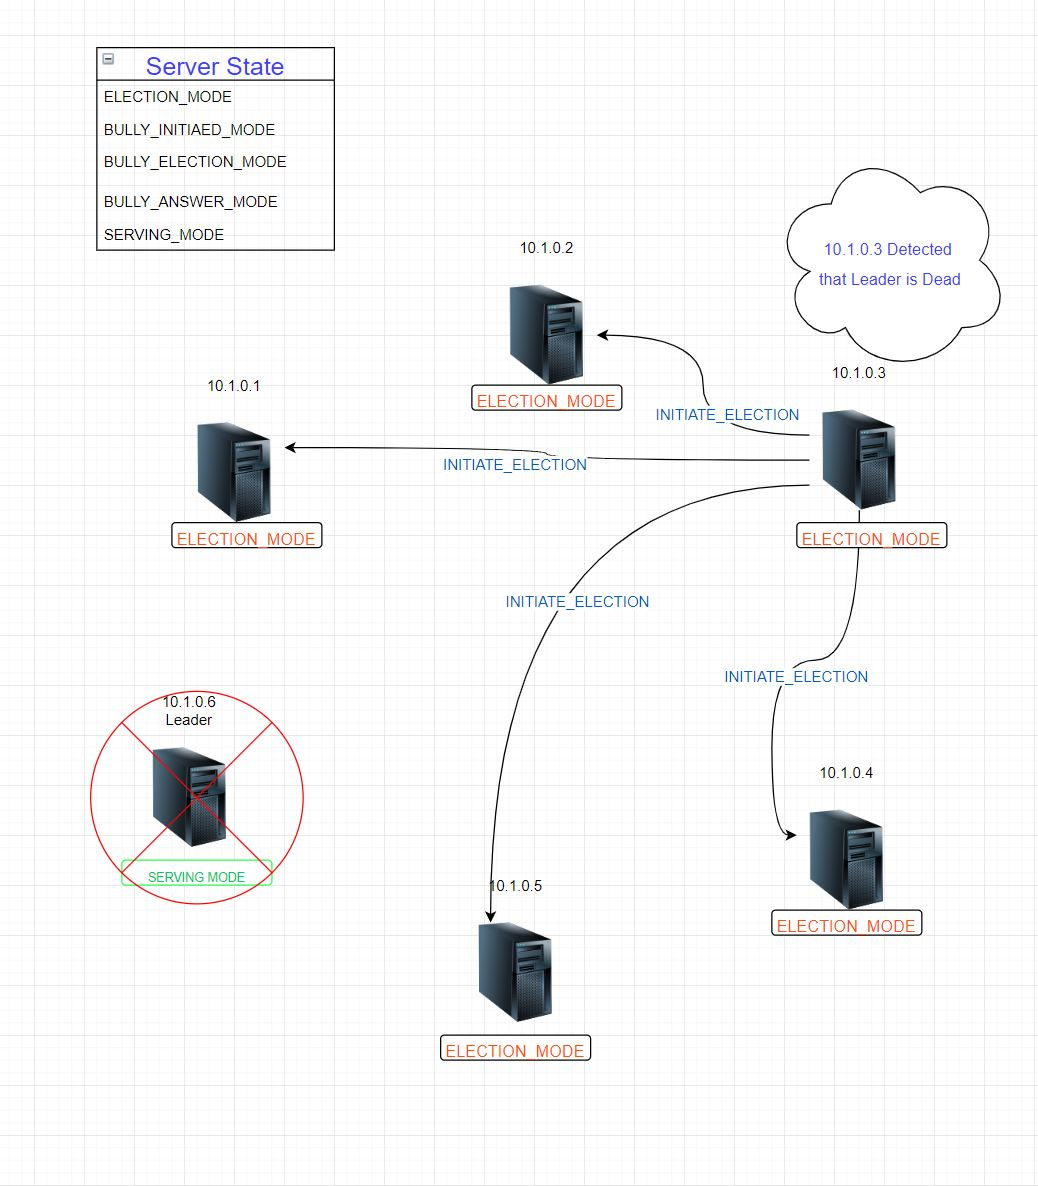 Server State
ELECTION_MODE
BULLY_INITIAED_MODE
BULLY_ELECTION_MODE
BULLY_ANSWER_MODE
SERVING_MODE
10.1.0.3 Detected
that Leader is Dead
10.1.0.2
ELECTION_MODE
10.1.0.3
ELECTION_MODE
INITIATE_ELECTION
10.1.0.1
ELECTION_MODE
INITIATE_ELECTION
INITIATE_ELECTION
INITIATE_ELECTION
10.1.0.6
Leader
SERVING MODE
10.1.0.4
ELECTION_MODE
10.1.0.5
ELECTION_MODE